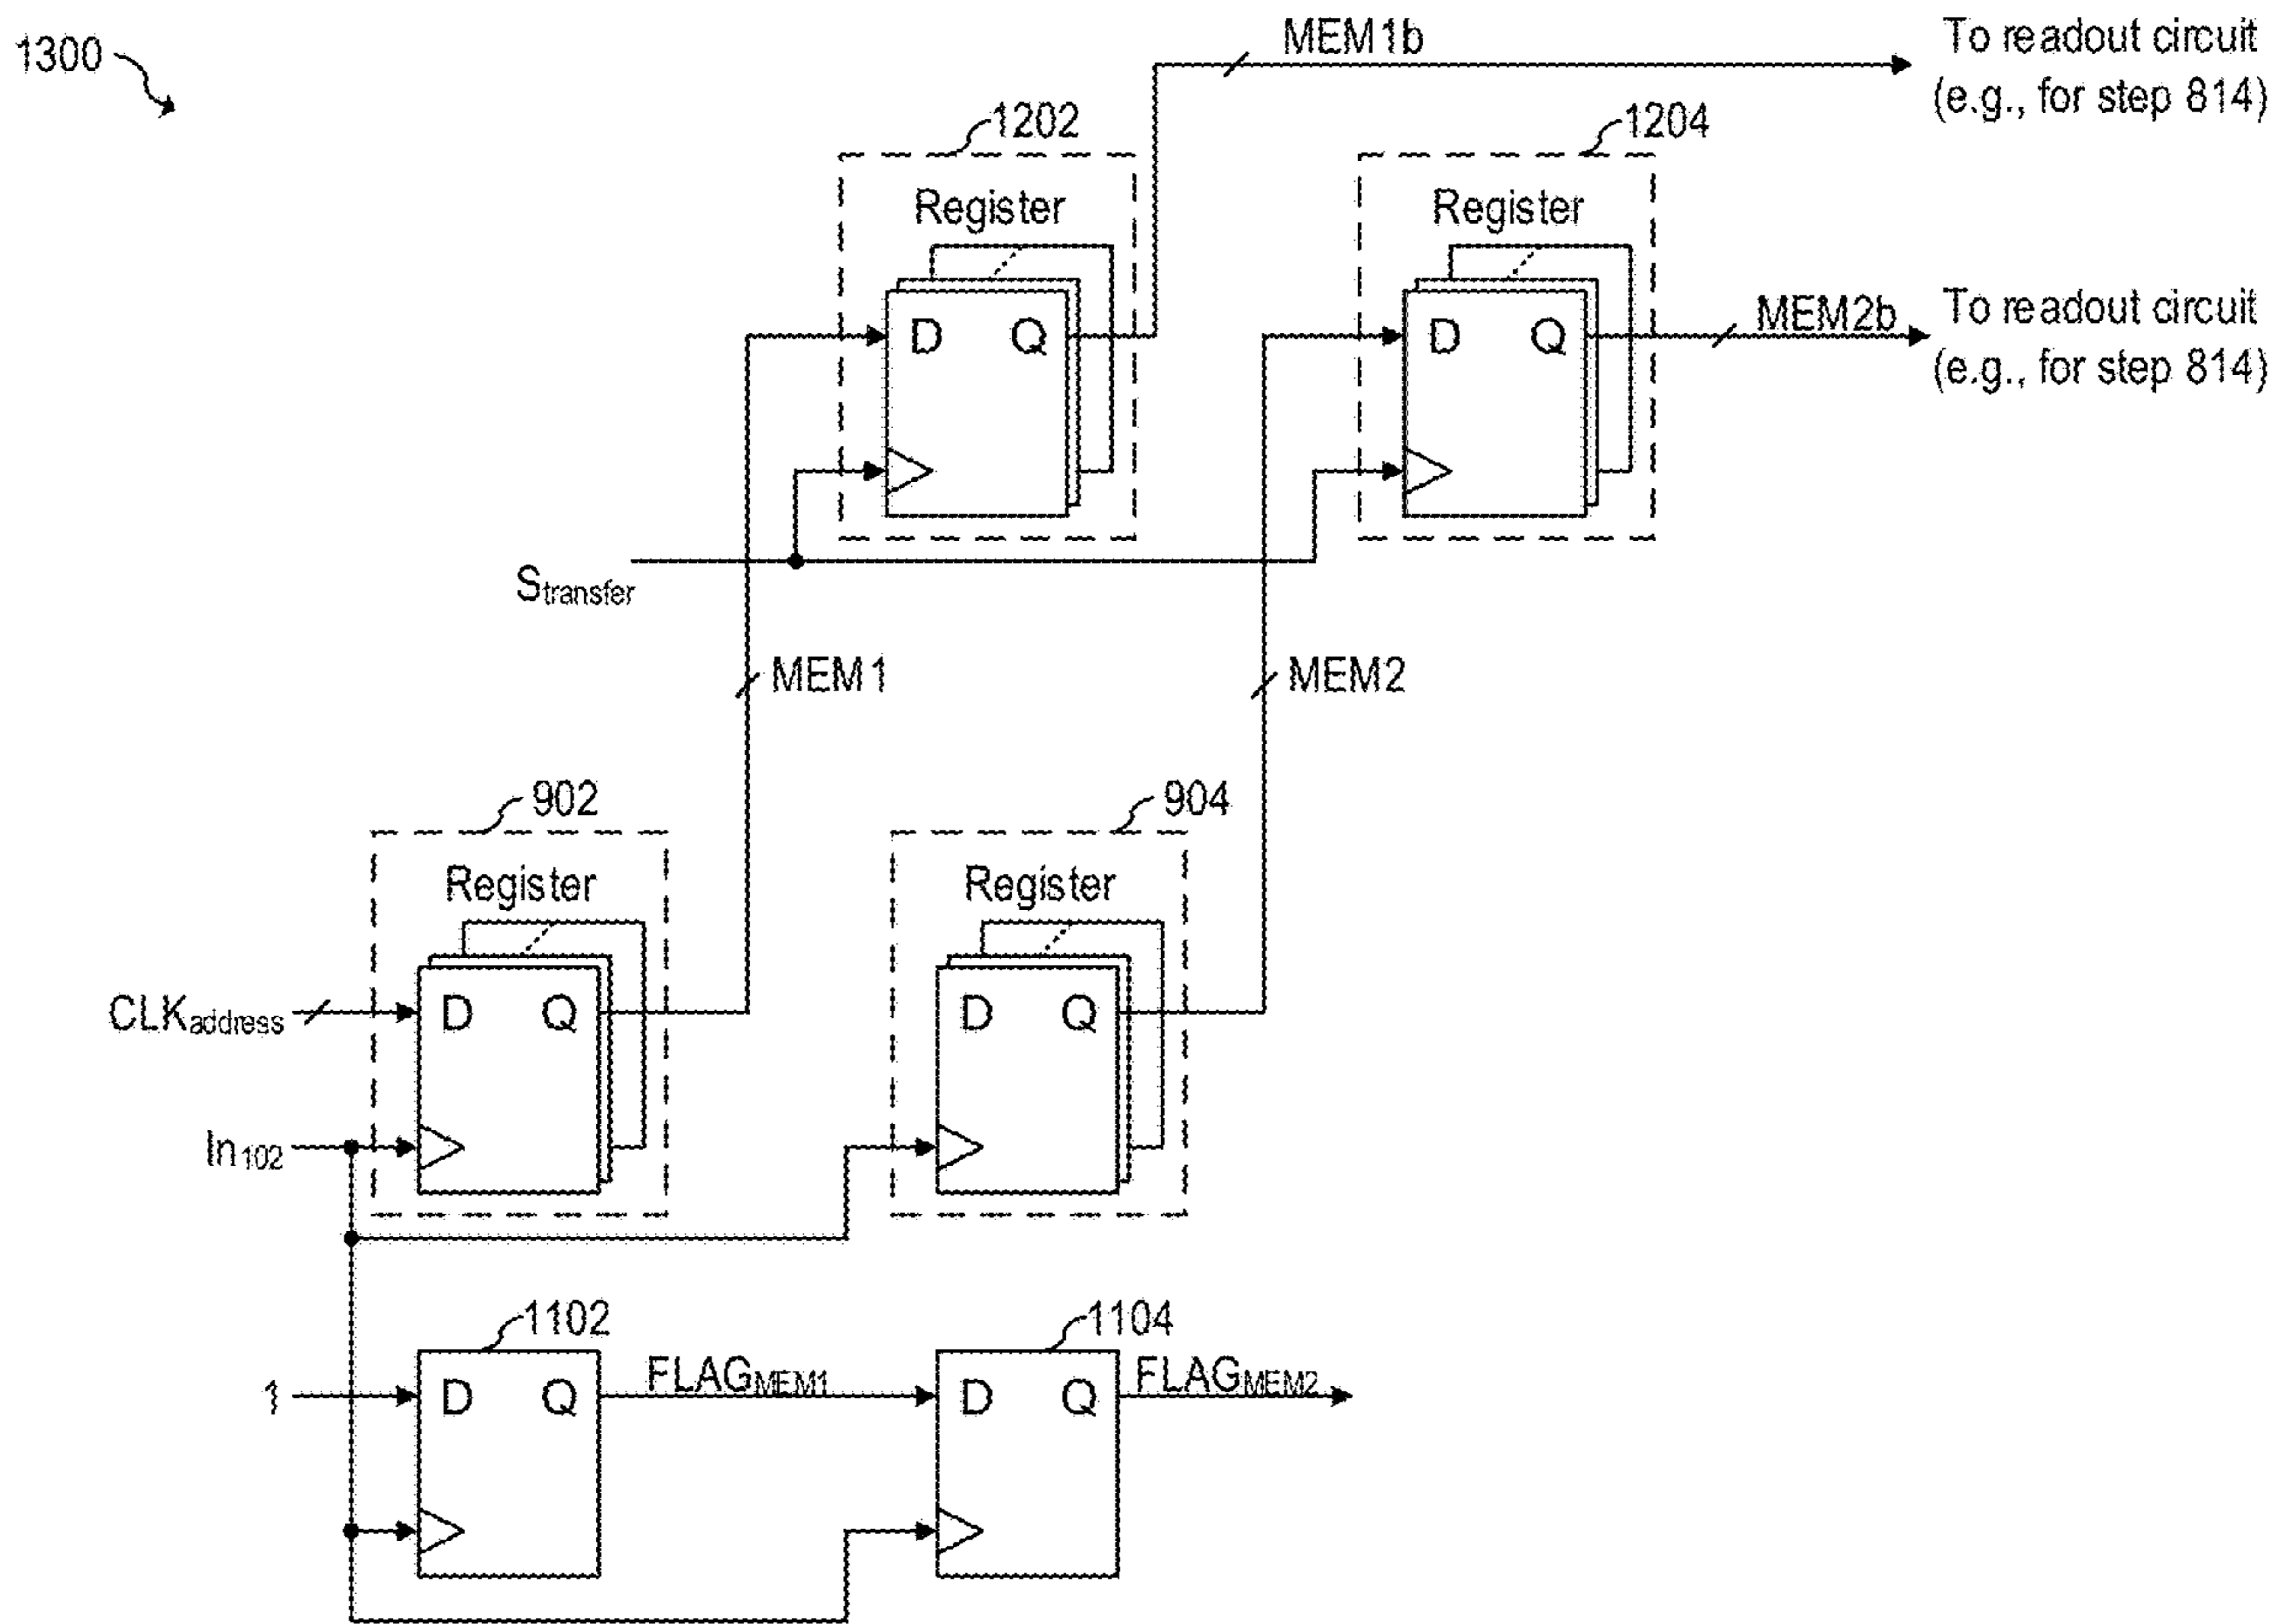 1300
MEM1b
To readout circuit
(e.g., for step 814)
1202
1204
Register
Register
D Q
D Q
MEM2b
To readout circuit
(e.g., for step 814)
Stransfer
MEM1
MEM2
902
904
Register
Register
CLKaddress
D Q
D Q
In102
1102
1104
1
D Q
FLAGMEM1
D Q
FLAGMEM2